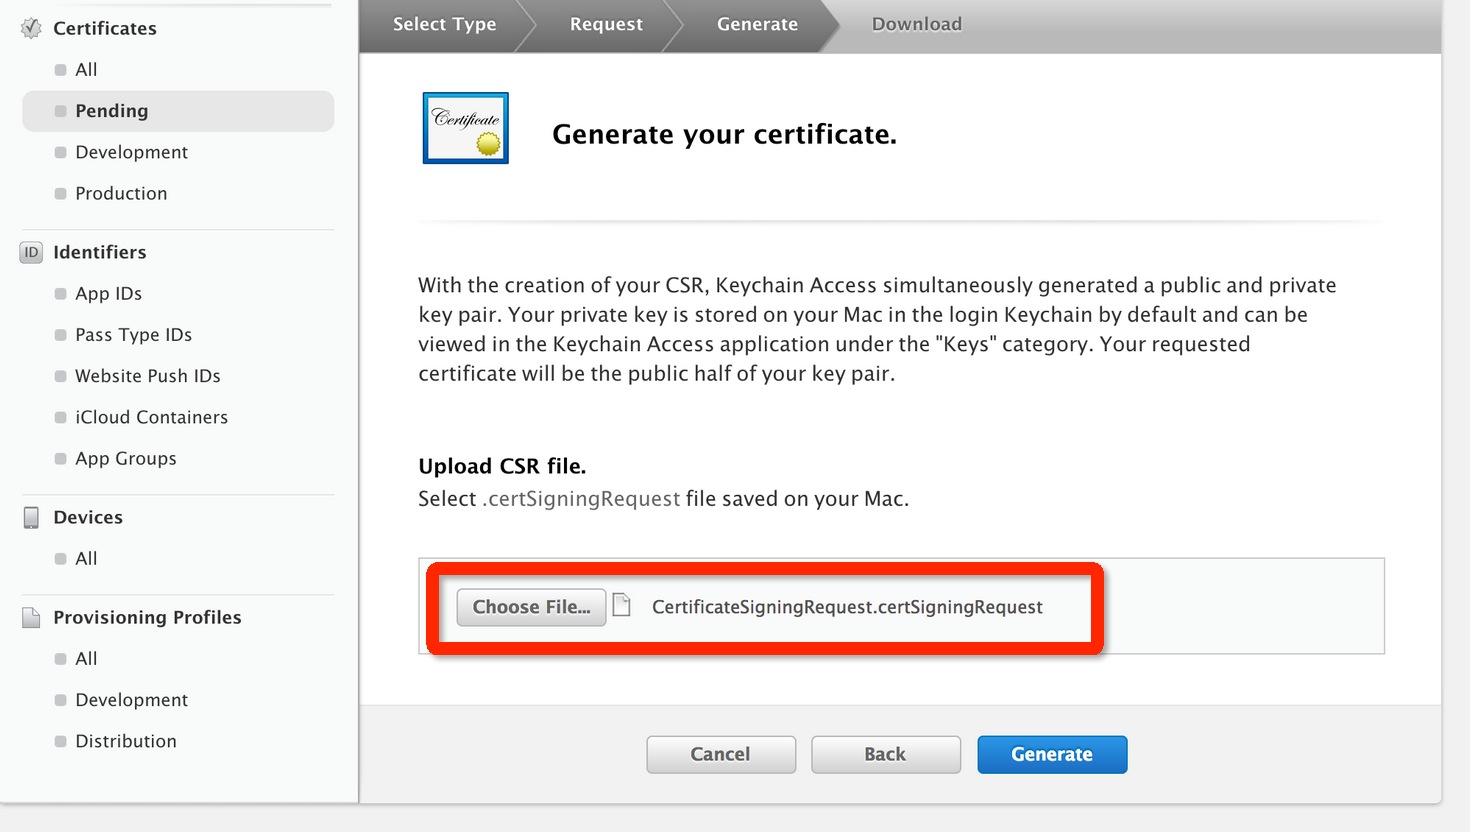 Certificates
All
Pending
Development
Production
ID Identifiers
App IDs
Pass Type IDs
Website Push IDs
iCloud Containers
App Groups
Devices
All
Provisioning Profiles
All
Development
Distribution
Select Type Request Generate Download
Certificate
Generate your certificate.
With the creation of your CSR, Keychain Access simultaneously generated a public and private
key pair. Your private key is stored on your Mac in the login Keychain by default and can be
viewed in the Keychain Access application under the "Keys" category. Your requested
certificate will be the public half of your key pair.
Upload CSR file.
Select .certSigningRequest file saved on your Mac.
Choose File... CertificateSigningRequest.certSigningRequest
Cancel Back Generate